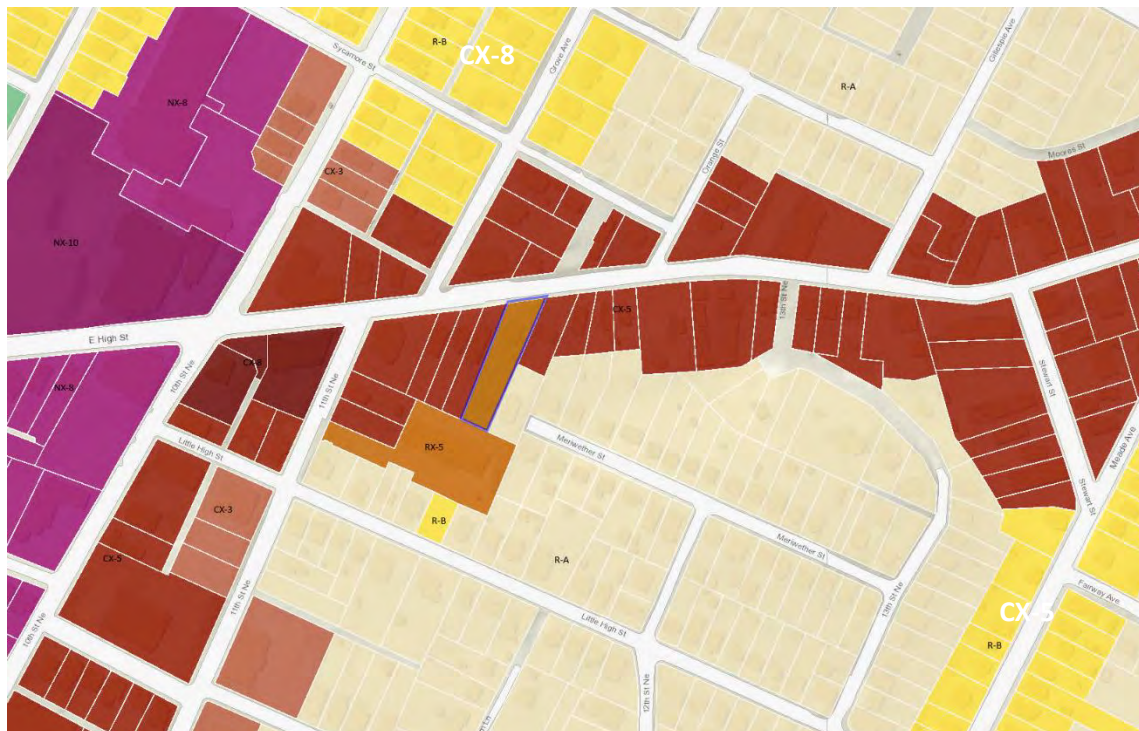 Sycamore St
R-B
CX-8
Grove Ave
Gillespie Ave
R-A
NX-8
Orange St
Moores St
CX-3
NX-10
E High St
13th St Ne
CX-5
CX-8
NX-8
10th St Ne
11th St Ne
Stewart St
Meade Ave
Little High St
RX-5
Meriwether St
Stewart St
CX-3
R-B
Meriwether St
CX-5
R-A
11th St Ne
13th St Ne
Fairway Ave
Little High St
R-B
10th St Ne
12th St Ne